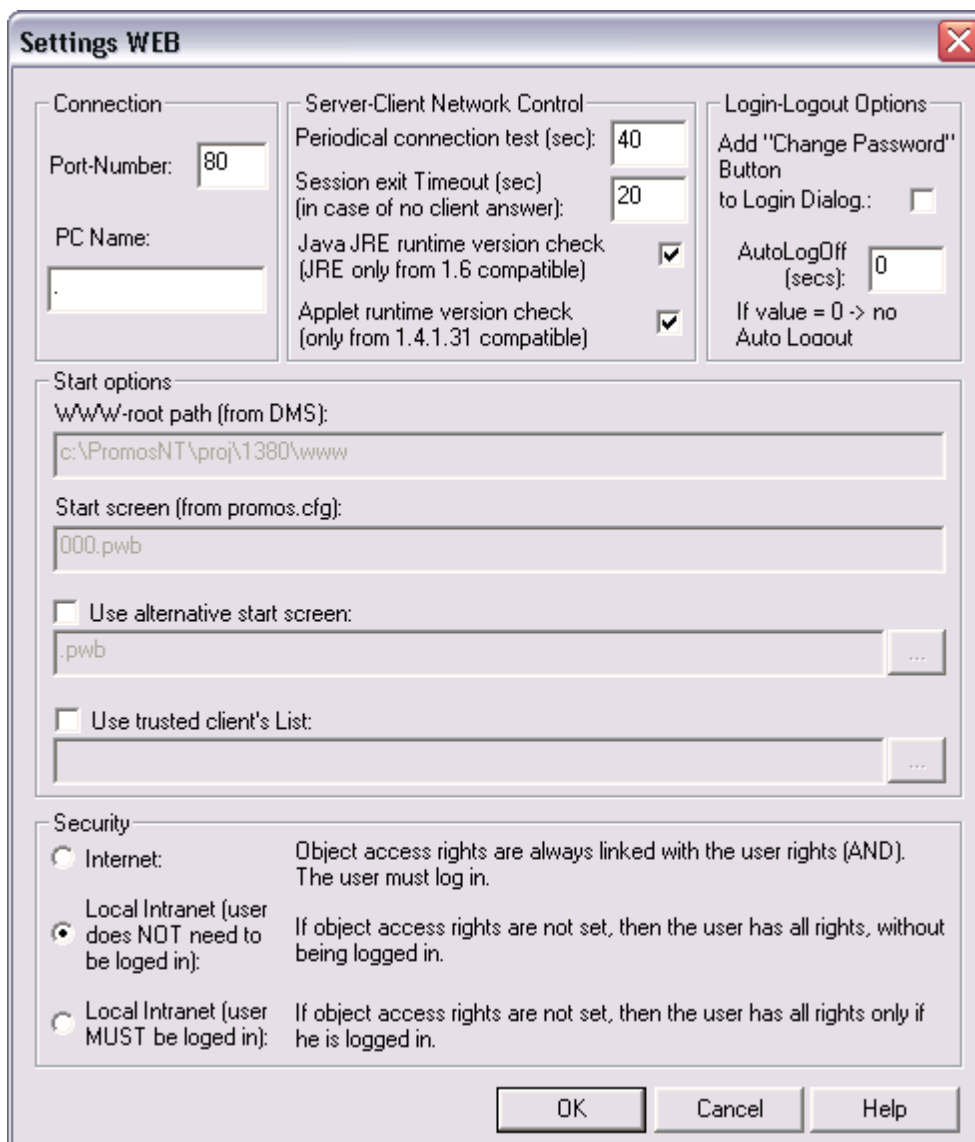 Settings WEB
Connection
Port-Number:
80
PC Name:
.
Server-Client Network Control
Periodical connection test (sec):
40
Session exit Timeout (sec)
(in case of no client answer):
20
Java JRE runtime version check
(JRE only from 1.6 compatible)
Applet runtime version check
(only from 1.4.1.31 compatible)
Login-Logout Options
Add "Change Password"
Button
to Login Dialog.:
AutoLogOff
(secs):
0
If value = 0 -> no
Auto Logout
Start options
WWW-root path (from DMS):
c:\PromosNT\proj\1380\www
Start screen (from promos.cfg):
000.pwb
Use alternative start screen:
.pwb
...
Use trusted client's List:
...
Security
Internet:
Object access rights are always linked with the user rights (AND).
The user must log in.
Local Intranet (user
does NOT need to
be loged in):
If object access rights are not set, then the user has all rights, without
being logged in.
Local Intranet (user
MUST be loged in):
If object access rights are not set, then the user has all rights only if
he is logged in.
OK
Cancel
Help